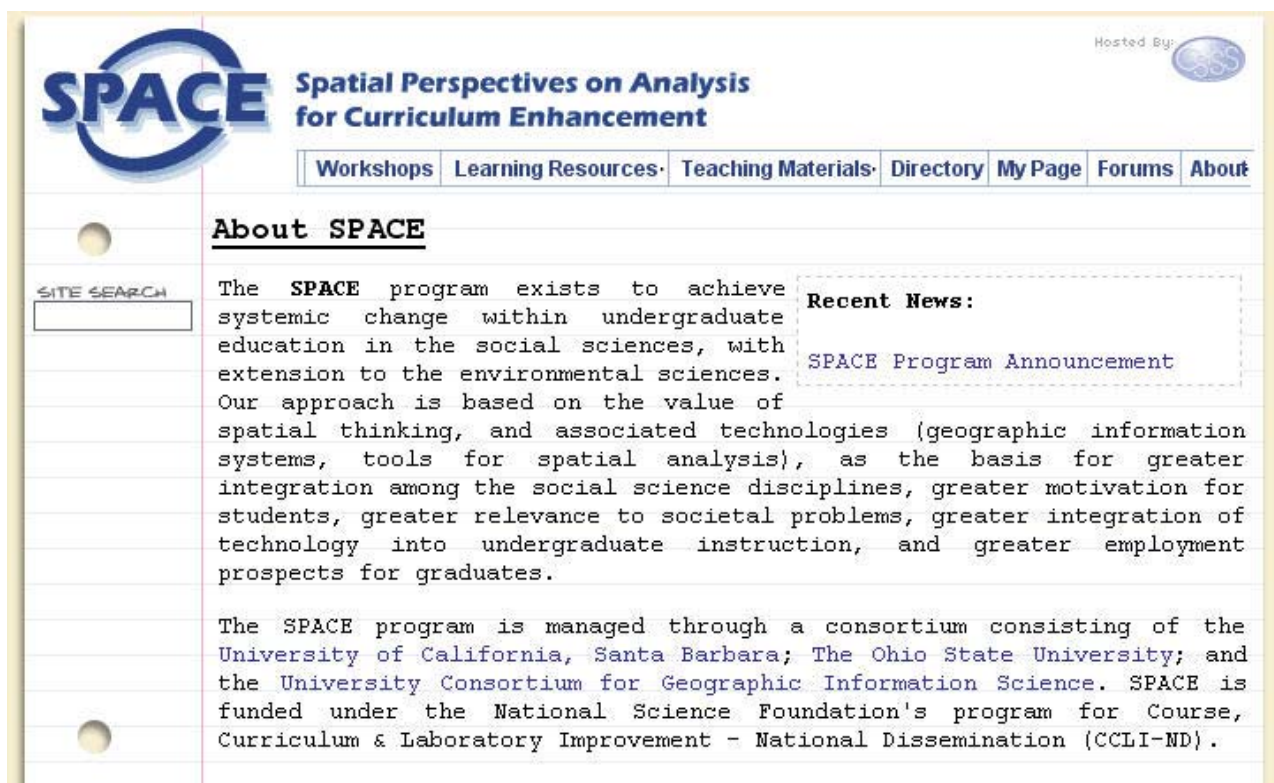 Hosted By:
CSISS
SPACE
Spatial Perspectives on Analysis
for Curriculum Enhancement
Workshops Learning Resources· Teaching Materials· Directory My Page Forums About
About SPACE
SITE SEARCH
The SPACE program exists to achieve
systemic change within undergraduate
education in the social sciences, with
extension to the environmental sciences.
Our approach is based on the value of
Recent News:
SPACE Program Announcement
spatial thinking, and associated technologies (geographic information
systems, tools for spatial analysis), as the basis for greater
integration among the social science disciplines, greater motivation for
students, greater relevance to societal problems, greater integration of
technology into undergraduate instruction, and greater employment
prospects for graduates.
The SPACE program is managed through a consortium consisting of the
University of California, Santa Barbara; The Ohio State University; and
the University Consortium for Geographic Information Science. SPACE is
funded under the National Science Foundation's program for Course,
Curriculum & Laboratory Improvement - National Dissemination (CCLI-ND).